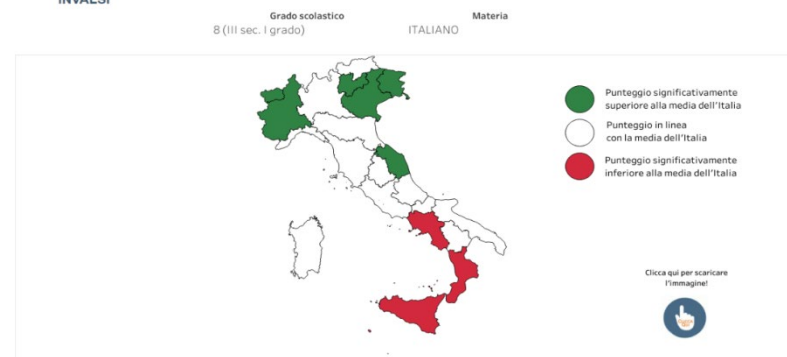 INVALSI
Grado scolastico
Materia
8 (III sec. I grado)
ITALIANO
Punteggio significativamente
superiore alla media dell'Italia
Punteggio in linea
con la media dell'Italia
Punteggio significativamente
inferiore alla media dell'Italia
Clicca qui per scaricare
l'immagine!